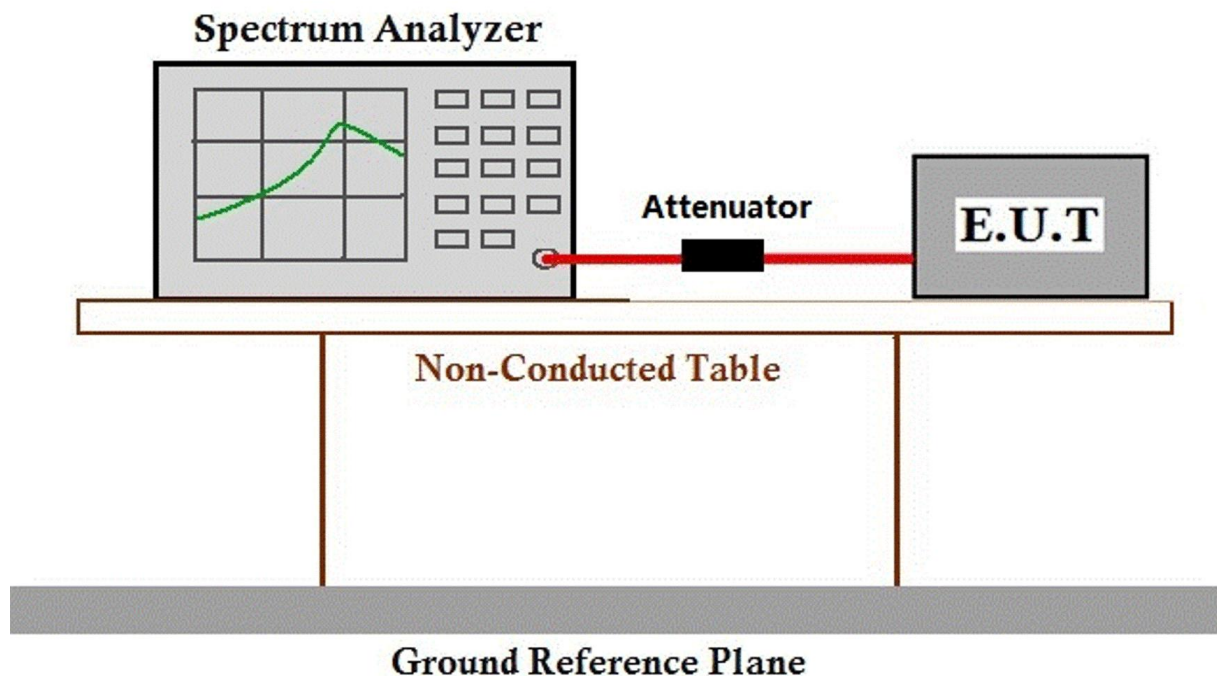 Spectrum Analyzer
Attenuator
E.U.T
Non-Conducted Table
Ground Reference Plane